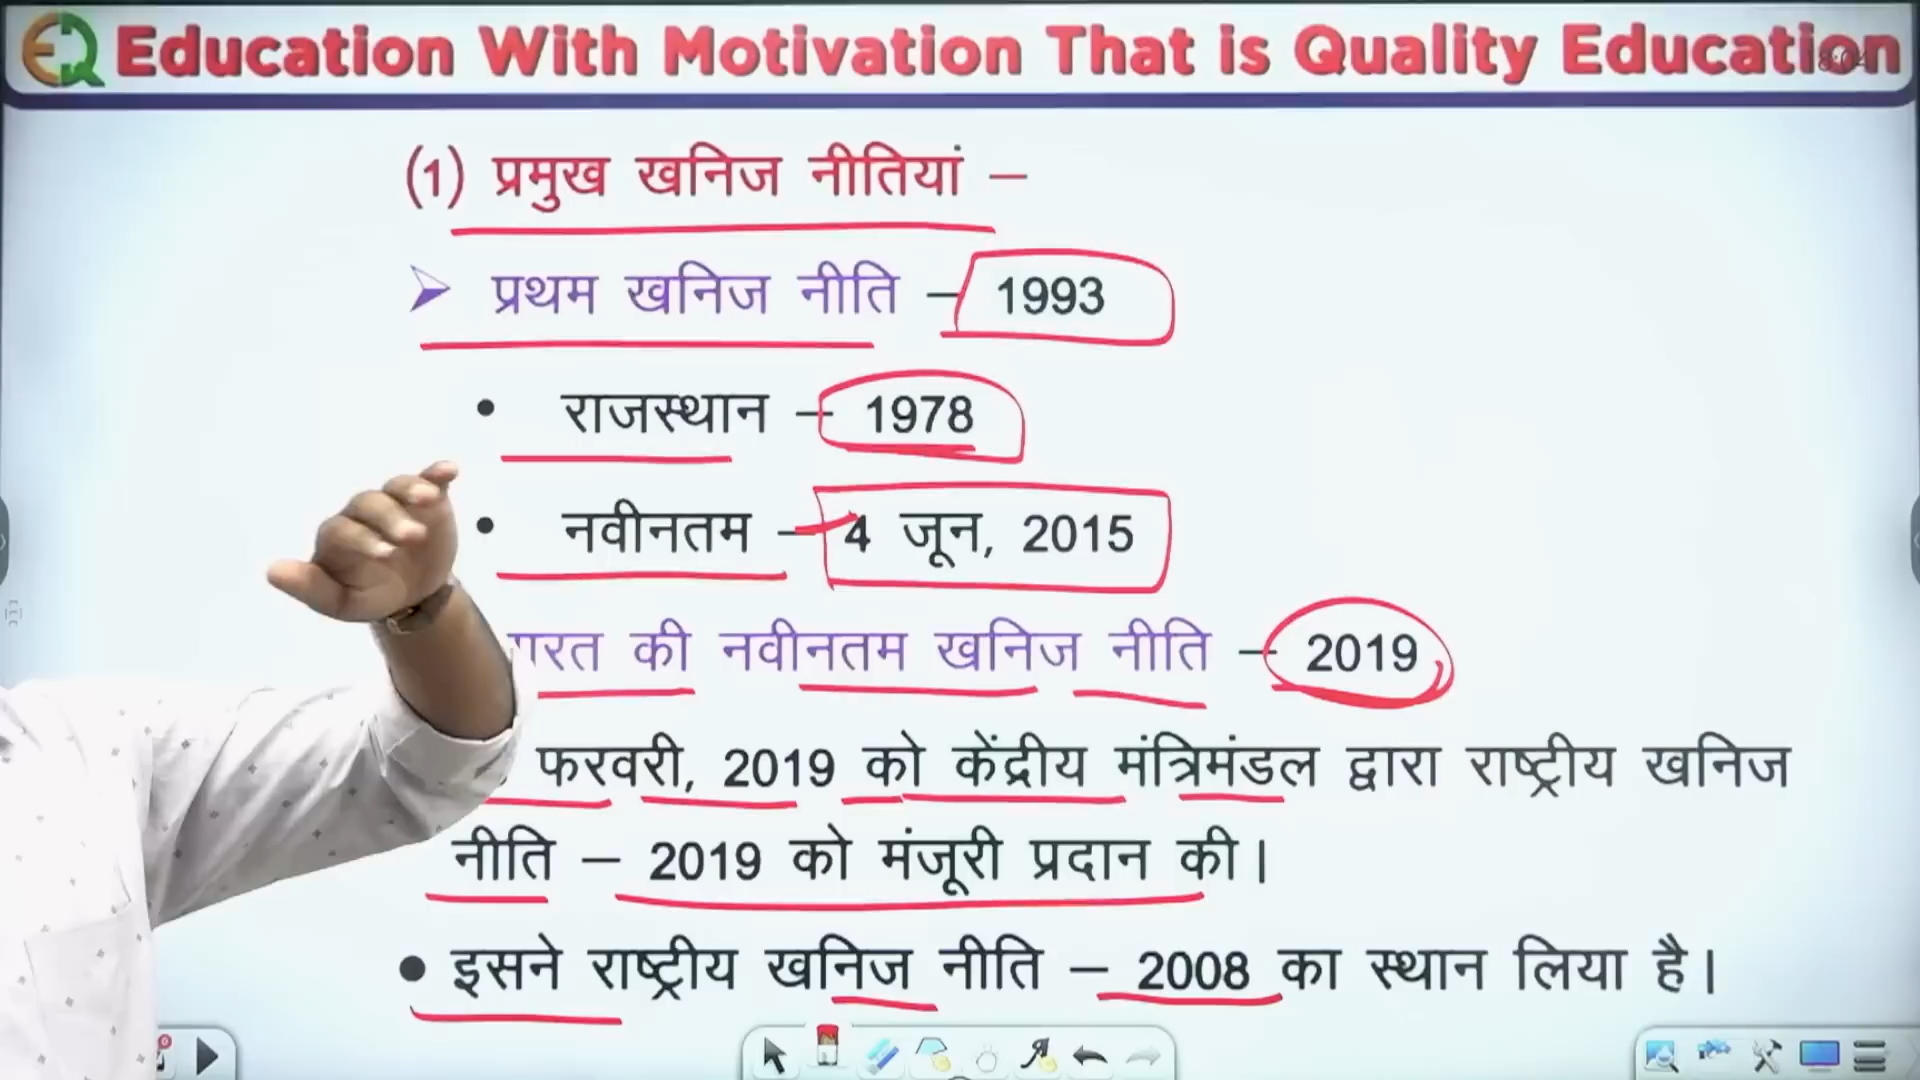 Education With Motivation That is Quality Education
(1) प्रमुख खनिज नीतियां –
➤ प्रथम खनिज नीति – 1993
• राजस्थान – 1978
• नवीनतम – 4 जून, 2015
की नवीनतम खनिज नीति – 2019
फरवरी, 2019 को केंद्रीय मंत्रिमंडल द्वारा राष्ट्रीय खनिज
नीति – 2019 को मंजूरी प्रदान की।
• इसने राष्ट्रीय खनिज नीति – 2008 का स्थान लिया है।